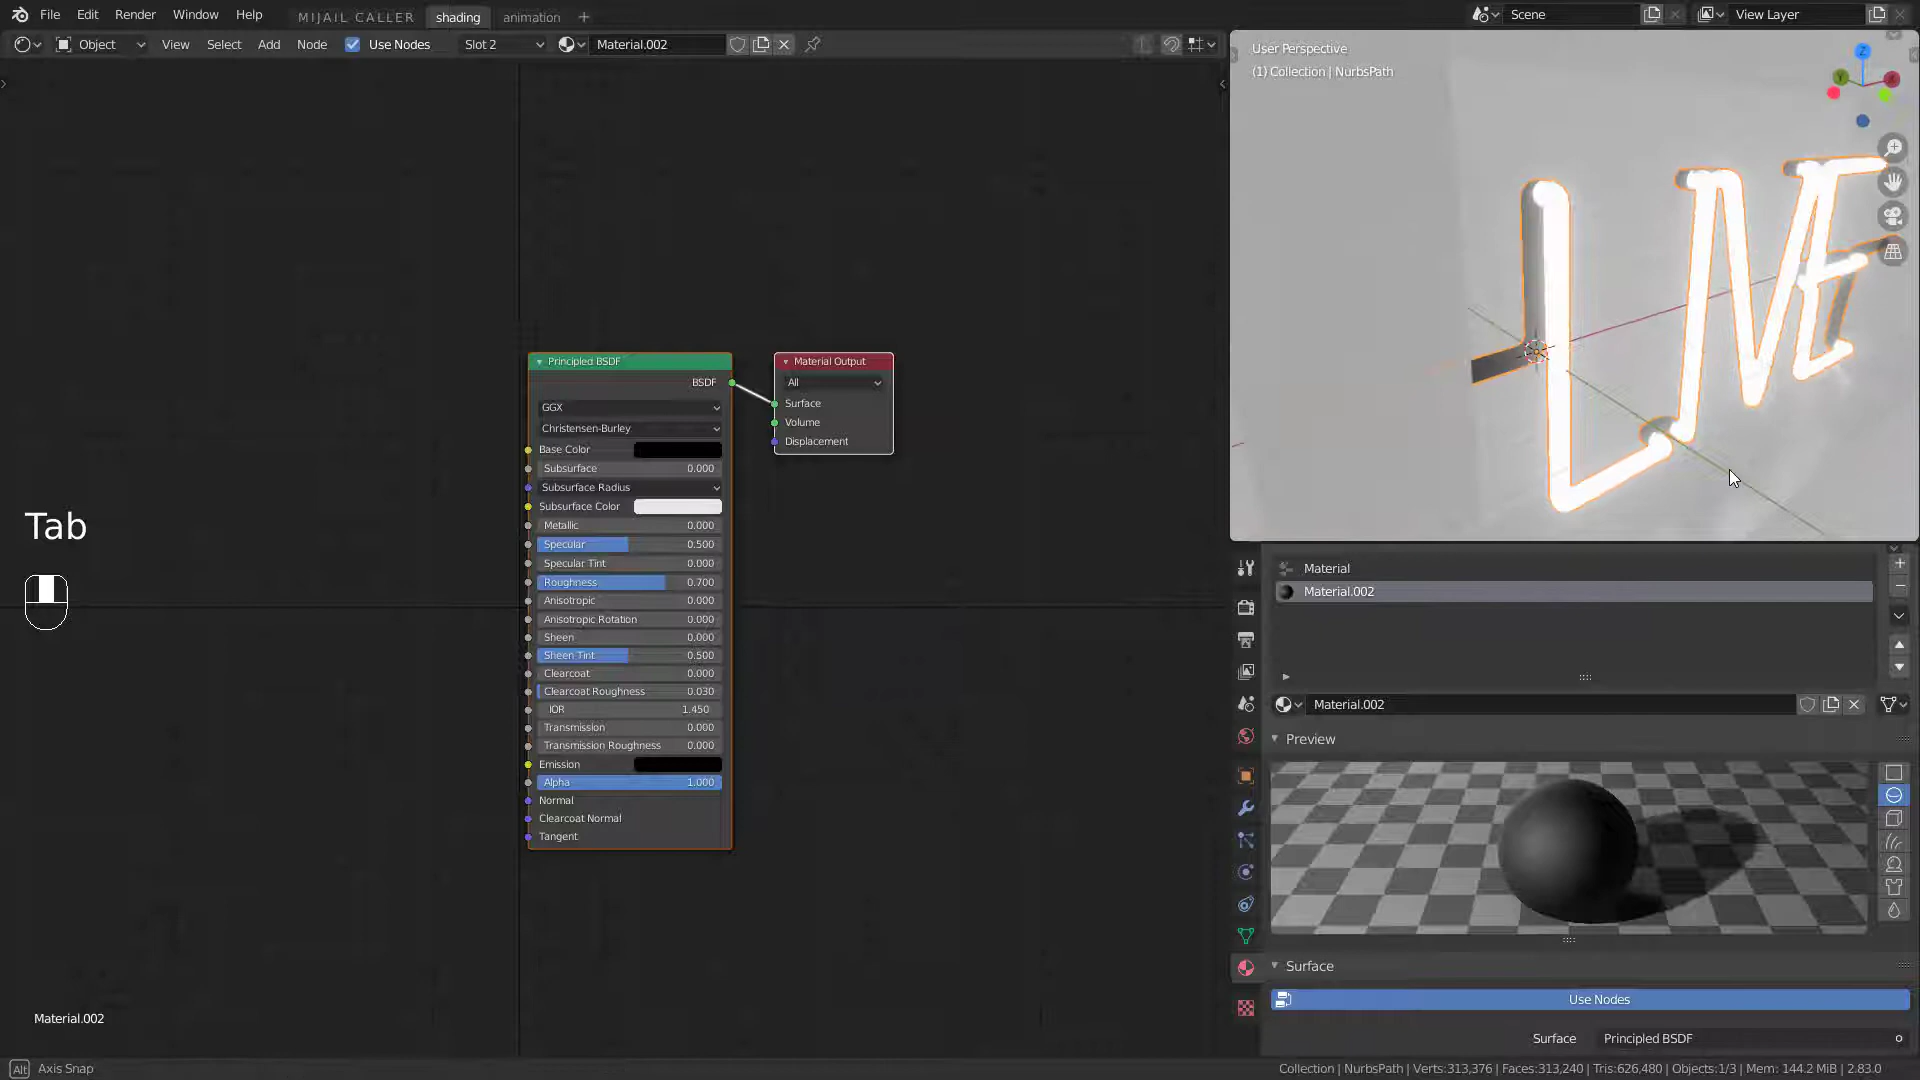 File Edit Render Window Help MIJAIL CALLER shading animation Scene View Layer
Object View Select Add Node Use Nodes Slot 2 Material.002
User Perspective
(1) Collection | NurbsPath
Z
Y
X
Principled BSDF
BSDF
GGX
Christensen-Burley
Base Color
Subsurface 0.000
Subsurface Radius
Subsurface Color
Metallic 0.000
Specular 0.500
Specular Tint 0.000
Roughness 0.700
Anisotropic 0.000
Anisotropic Rotation 0.000
Sheen 0.000
Sheen Tint 0.500
Clearcoat 0.000
Clearcoat Roughness 0.030
IOR 1.450
Transmission 0.000
Transmission Roughness 0.000
Emission
Alpha 1.000
Normal
Clearcoat Normal
Tangent
Material Output
All
Surface
Volume
Displacement
Tab
Material
Material.002
Material.002
Preview
Surface
Use Nodes
Surface Principled BSDF
Material.002
Alt Axis Snap
Collection | NurbsPath | Verts:313,376 | Faces:313,240 | Tris:626,480 | Objects:1/3 | Mem: 144.2 MiB | 2.83.0